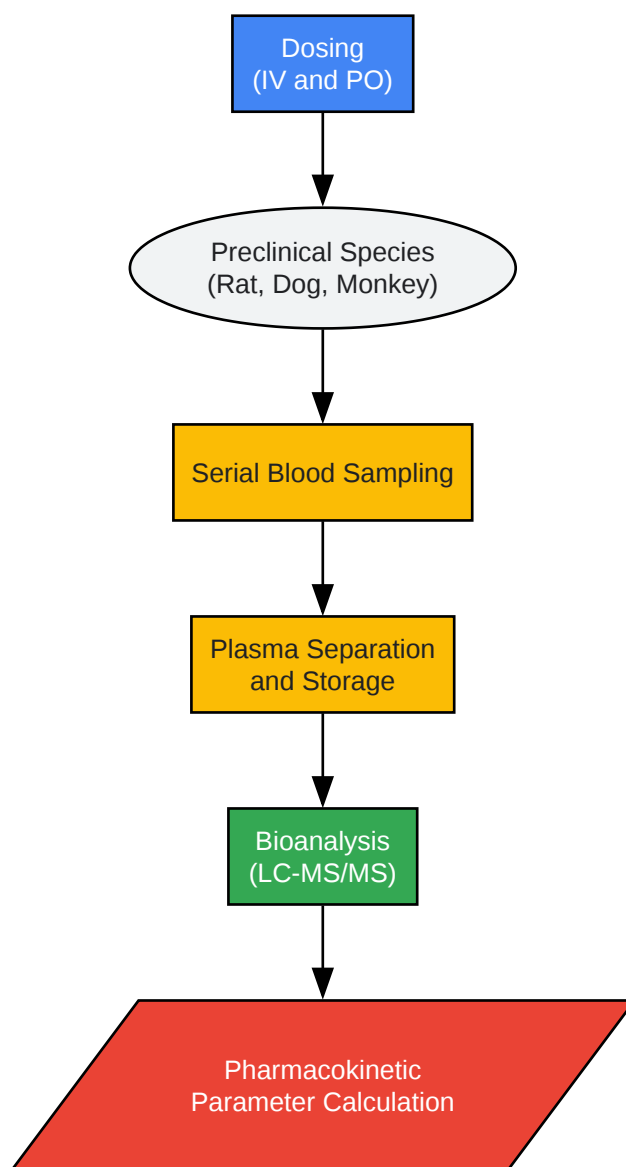 Dosing
(IV and PO)
Preclinical Species
(Rat, Dog, Monkey)
Serial Blood Sampling
Plasma Separation
and Storage
Bioanalysis
(LC-MS/MS)
Pharmacokinetic
Parameter Calculation